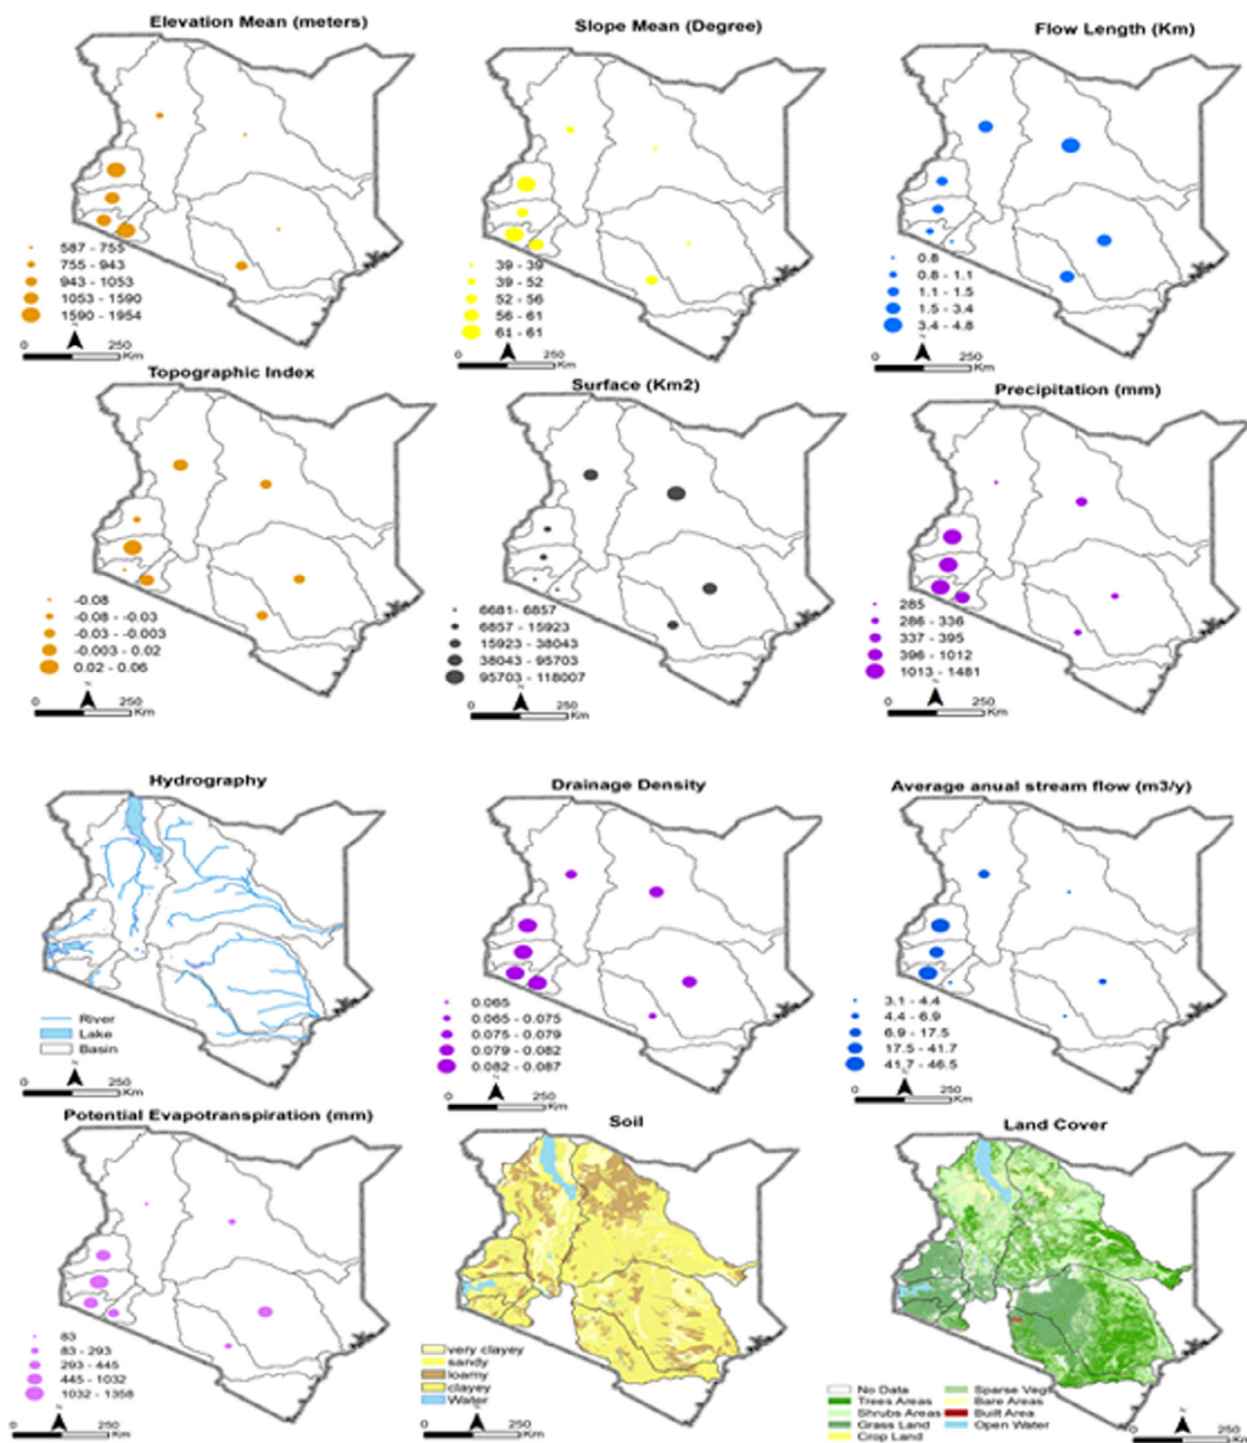 Elevation Mean (meters)
587 - 755
755 - 943
943 - 1053
1053 - 1590
1590 - 1954
N
0 250
Km
Slope Mean (Degree)
39 - 39
39 - 52
52 - 56
56 - 61
61 - 61
N
0 250
Km
Flow Length (Km)
0.8
0.8 - 1.1
1.1 - 1.5
1.5 - 3.4
3.4 - 4.8
N
0 250
Km
Topographic Index
-0.08
-0.08 - -0.03
-0.03 - -0.003
-0.003 - 0.02
0.02 - 0.06
N
0 250
Km
Surface (Km2)
6681- 6857
6857 - 15923
15923 - 38043
38043 - 95703
95703 - 118007
N
0 250
Km
Precipitation (mm)
285
286 - 336
337 - 395
396 - 1012
1013 - 1481
N
0 250
Km
Hydrography
River
Lake
Basin
N
0 250
Km
Drainage Density
0.065
0.065 - 0.075
0.075 - 0.079
0.079 - 0.082
0.082 - 0.087
N
0 250
Km
Average anual stream flow (m3/y)
3.1 - 4.4
4.4 - 6.9
6.9 - 17.5
17.5 - 41.7
41.7 - 46.5
N
0 250
Km
Potential Evapotranspiration (mm)
83
83 - 293
293 - 445
445 - 1032
1032 - 1358
N
0 250
Km
Soil
very clayey
sandy
loamy
clayey
Water
N
0 250
Km
Land Cover
No Data
Trees Areas
Shrubs Areas
Grass Land
Crop Land
Sparse Veg
Bare Areas
Built Area
Open Water
N
0 250
Km